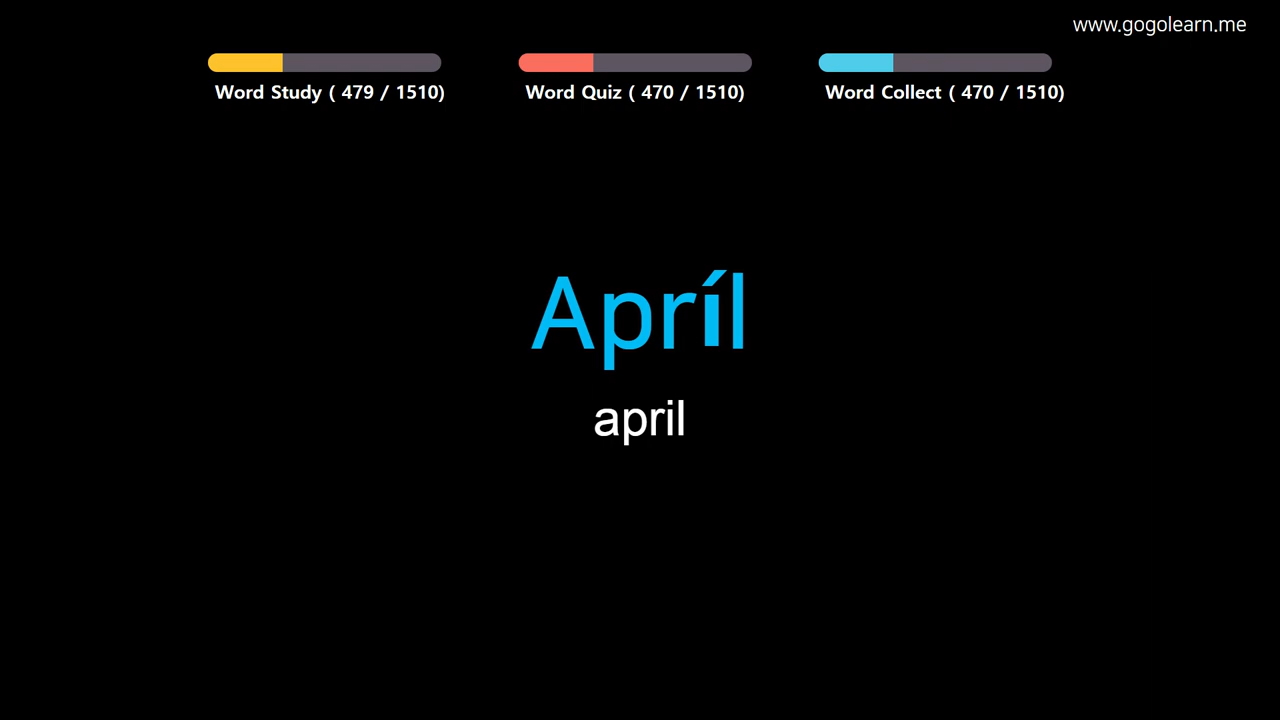 www.gogolearn.me
Word Study ( 479 / 1510)
Word Quiz ( 470 / 1510)
Word Collect ( 470 / 1510)
Apríl
april